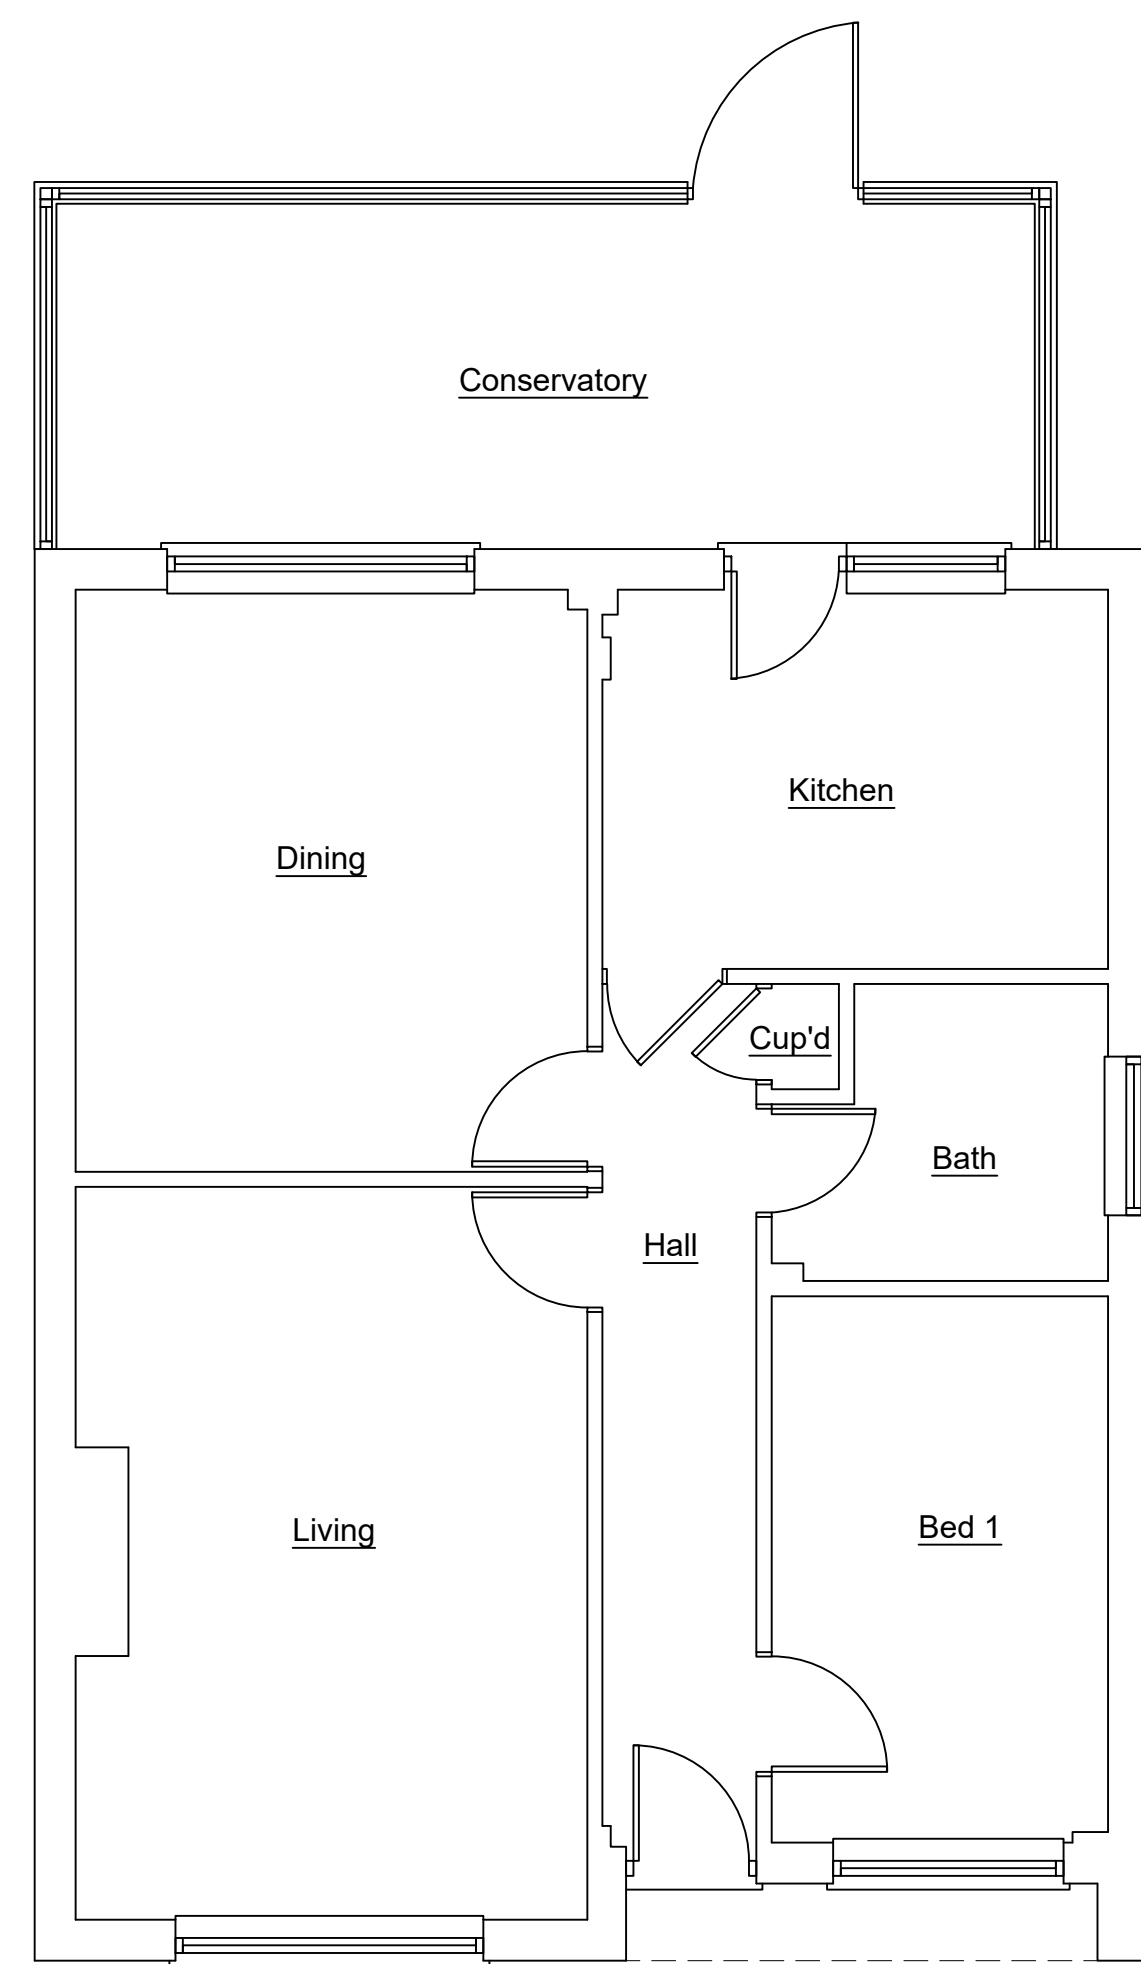 Conservatory
Kitchen
Dining
Cup'd
Bath
Hall
Living
Bed 1